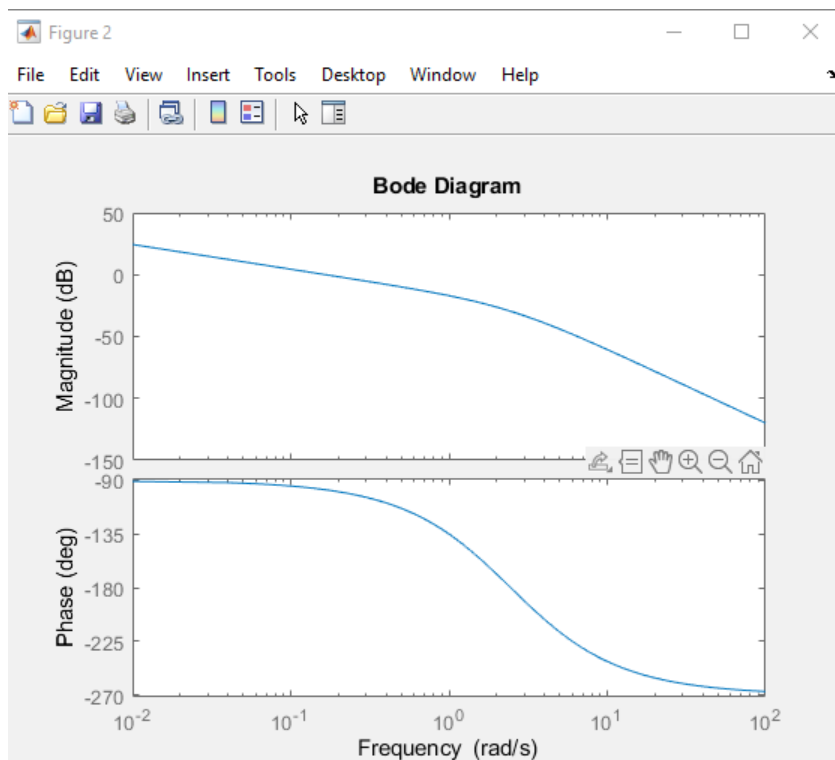 Figure 2
File Edit View Insert Tools Desktop Window Help
Bode Diagram
Magnitude (dB)
50
0
-50
-100
-150
Phase (deg)
-90
-135
-180
-225
-270
10⁻² 10⁻¹ 10⁰ 10¹ 10²
Frequency (rad/s)